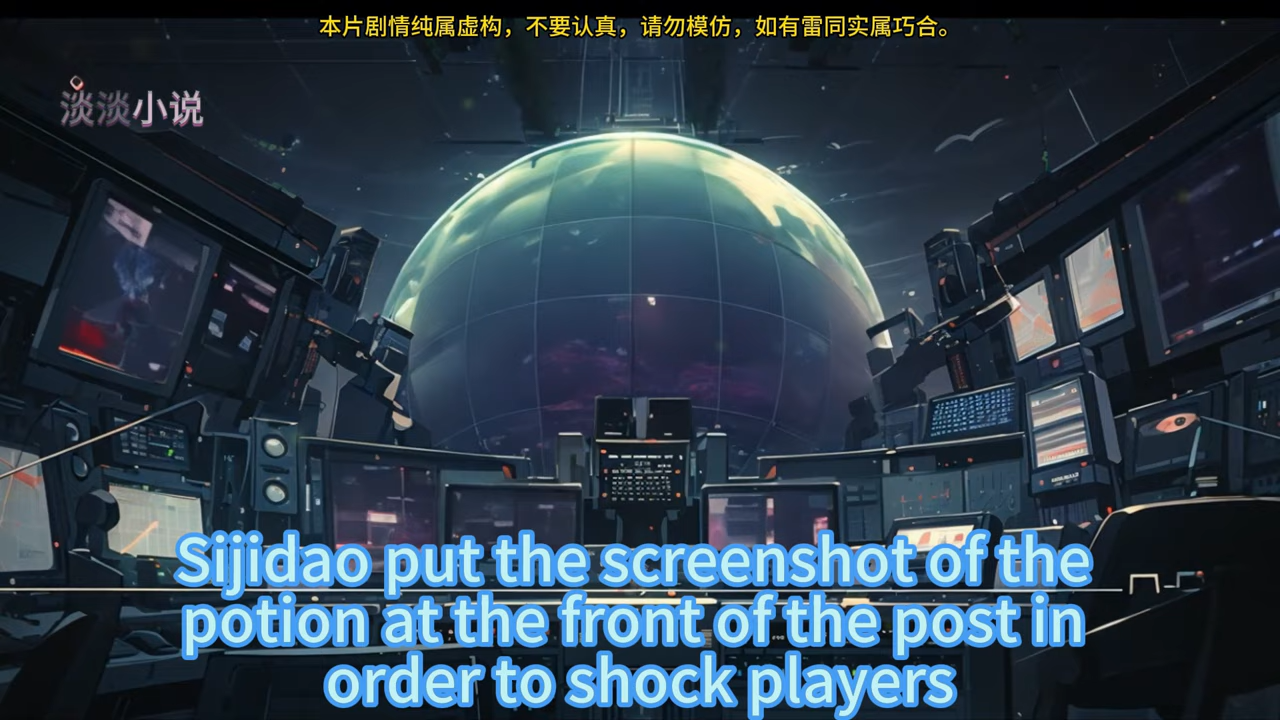 本片剧情纯属虚构，不要认真，请勿模仿，如有雷同实属巧合。
淡淡小说
Sijidao put the screenshot of the
potion at the front of the post in
order to shock players